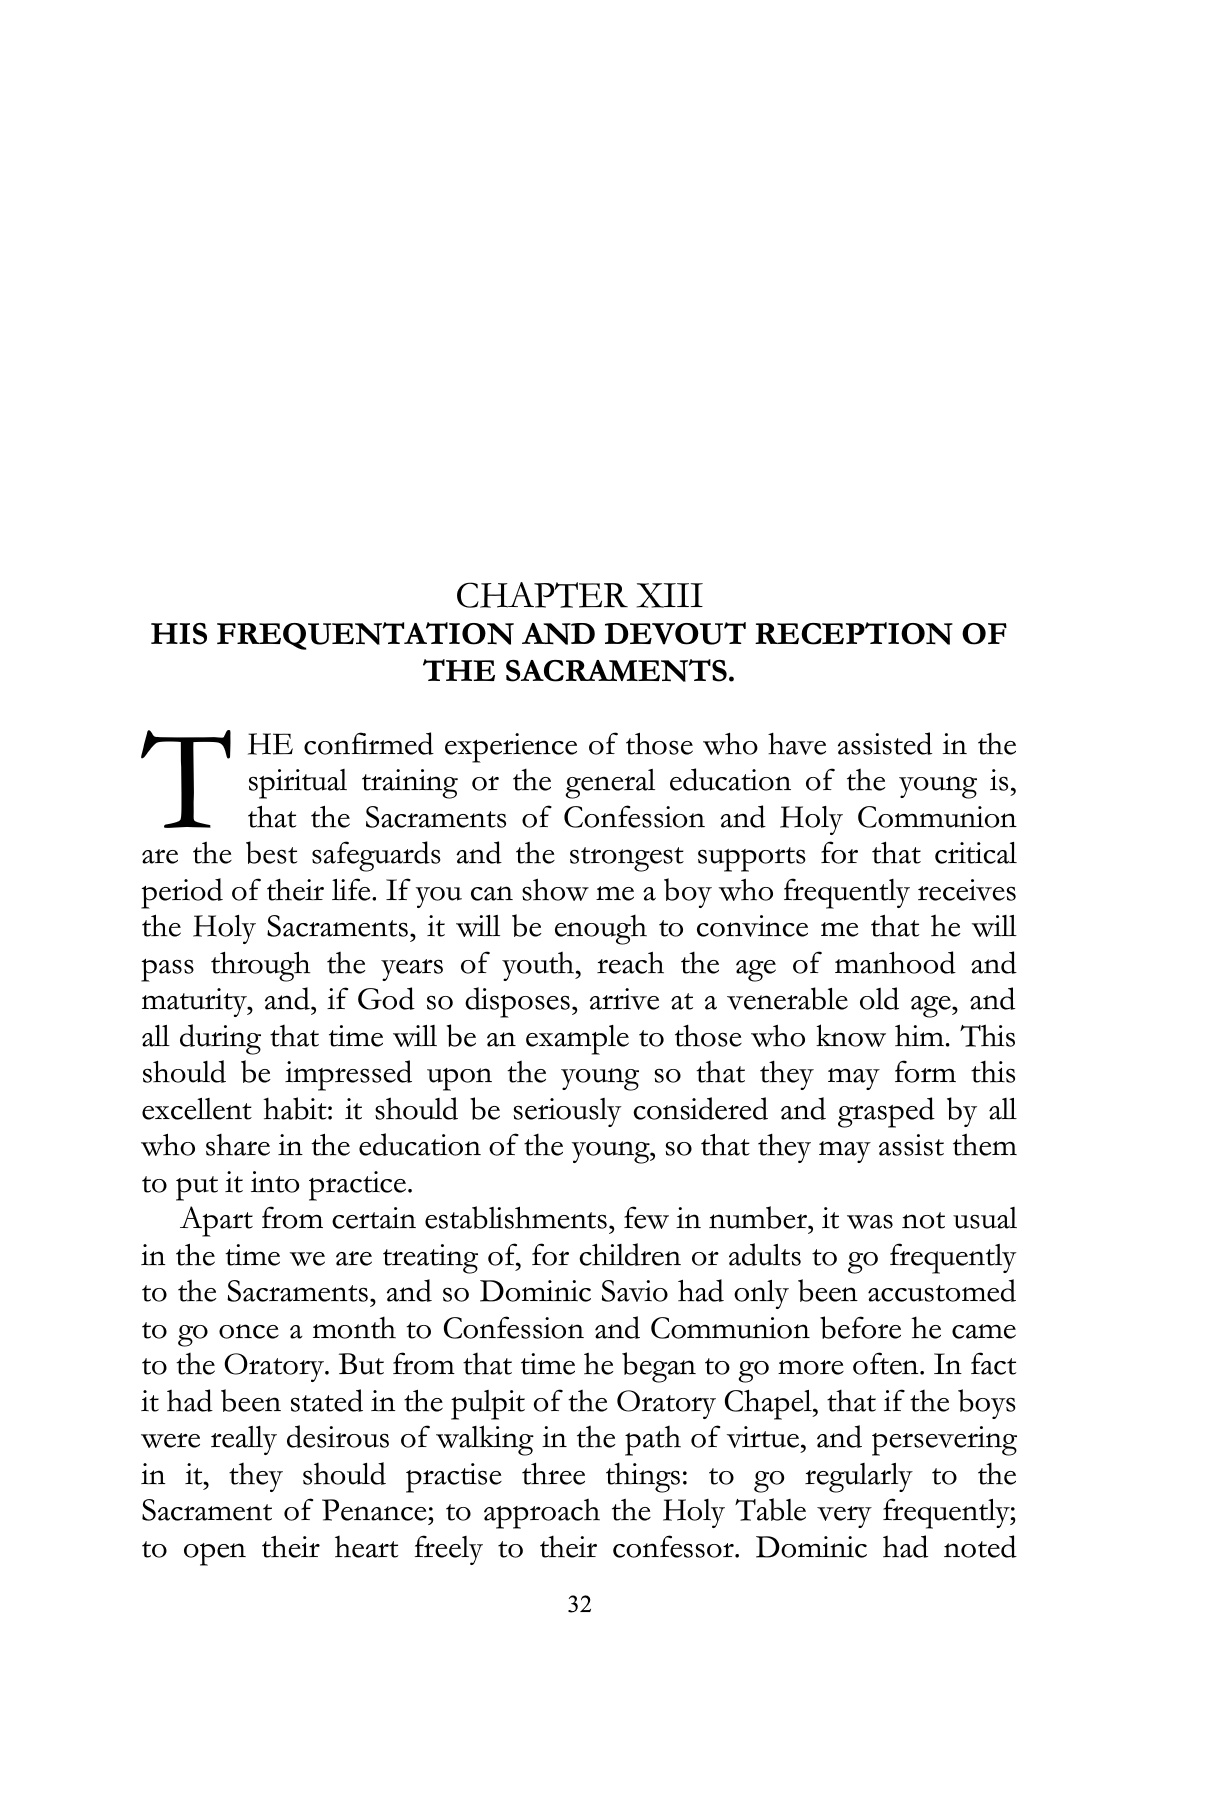 CHAPTER XIII
HIS FREQUENTATION AND DEVOUT RECEPTION OF
THE SACRAMENTS.
THE confirmed experience of those who have assisted in the
spiritual training or the general education of the young is,
that the Sacraments of Confession and Holy Communion
are the best safeguards and the strongest supports for that critical
period of their life. If you can show me a boy who frequently receives
the Holy Sacraments, it will be enough to convince me that he will
pass through the years of youth, reach the age of manhood and
maturity, and, if God so disposes, arrive at a venerable old age, and
all during that time will be an example to those who know him. This
should be impressed upon the young so that they may form this
excellent habit: it should be seriously considered and grasped by all
who share in the education of the young, so that they may assist them
to put it into practice.
Apart from certain establishments, few in number, it was not usual
in the time we are treating of, for children or adults to go frequently
to the Sacraments, and so Dominic Savio had only been accustomed
to go once a month to Confession and Communion before he came
to the Oratory. But from that time he began to go more often. In fact
it had been stated in the pulpit of the Oratory Chapel, that if the boys
were really desirous of walking in the path of virtue, and persevering
in it, they should practise three things: to go regularly to the
Sacrament of Penance; to approach the Holy Table very frequently;
to open their heart freely to their confessor. Dominic had noted
32